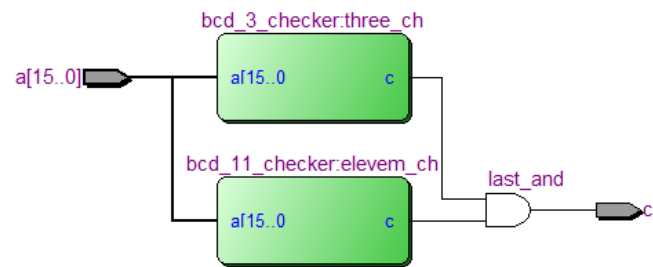 bcd_3_checker:three_ch
a[15..0]
a[15..0
c
bcd_11_checker:elevem_ch
a[15..0
c
last_and
c